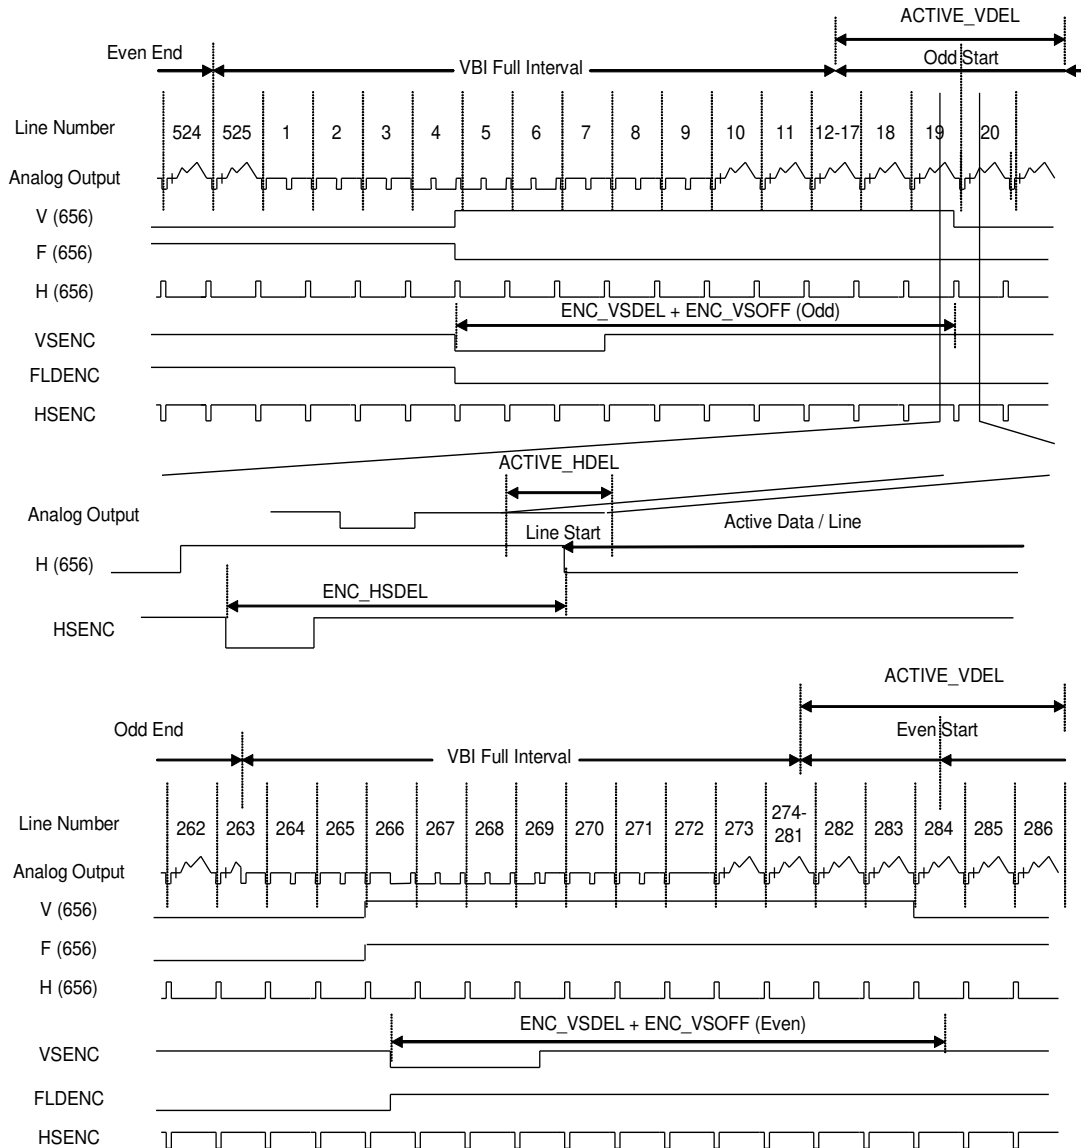 ACTIVE_VDEL
Even End
VBI Full Interval
Odd Start
Line Number 524 525 1 2 3 4 5 6 7 8 9 10 11 12-17 18 19 20
Analog Output
V (656)
F (656)
H (656)
ENC_VSDEL + ENC_VSOFF (Odd)
VSENC
FLDENC
HSENC
ACTIVE_HDEL
Analog Output
Line Start
Active Data / Line
H (656)
ENC_HSDEL
HSENC
ACTIVE_VDEL
Odd End
VBI Full Interval
Even Start
Line Number 262 263 264 265 266 267 268 269 270 271 272 273 274-281 282 283 284 285 286
Analog Output
V (656)
F (656)
H (656)
ENC_VSDEL + ENC_VSOFF (Even)
VSENC
FLDENC
HSENC